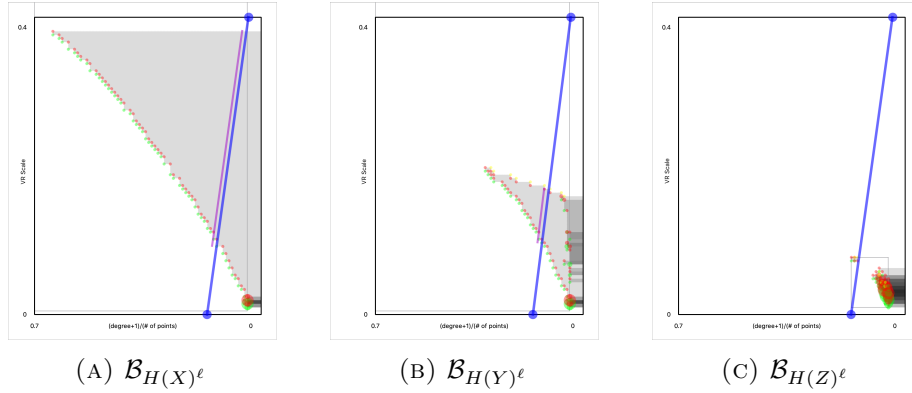 0.4
VR Scale
0
0.7
(degree+1)/(# of points)
0
0.4
VR Scale
0
0.7
(degree+1)/(# of points)
0
0.4
VR Scale
0
0.7
(degree+1)/(# of points)
0
(A) $\mathcal{B}_{H(X)^\ell}$
(B) $\mathcal{B}_{H(Y)^\ell}$
(C) $\mathcal{B}_{H(Z)^\ell}$